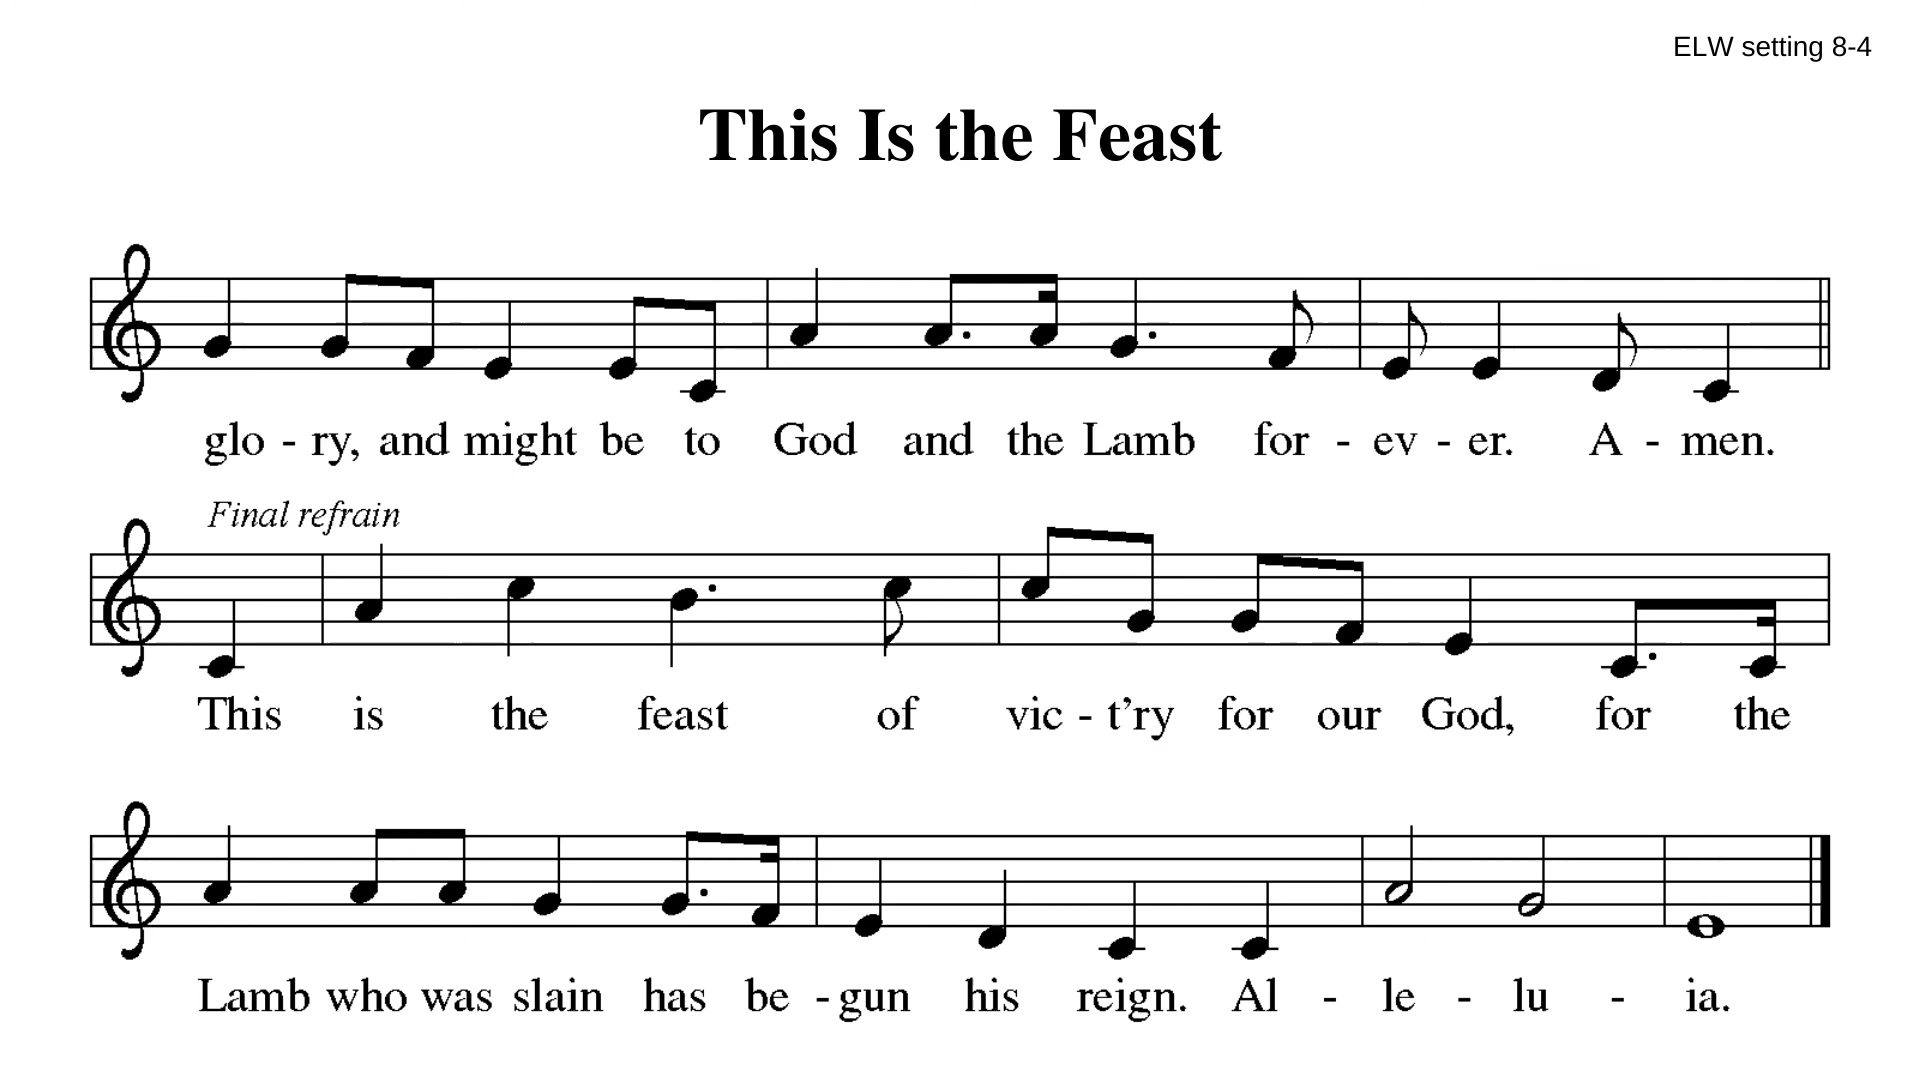 ELW setting 8-4
This Is the Feast
glo - ry, and might be to God and the Lamb for - ev - er. A - men.
Final refrain
This is the feast of vic - t’ry for our God, for the
Lamb who was slain has be - gun his reign. Al - le - lu - ia.